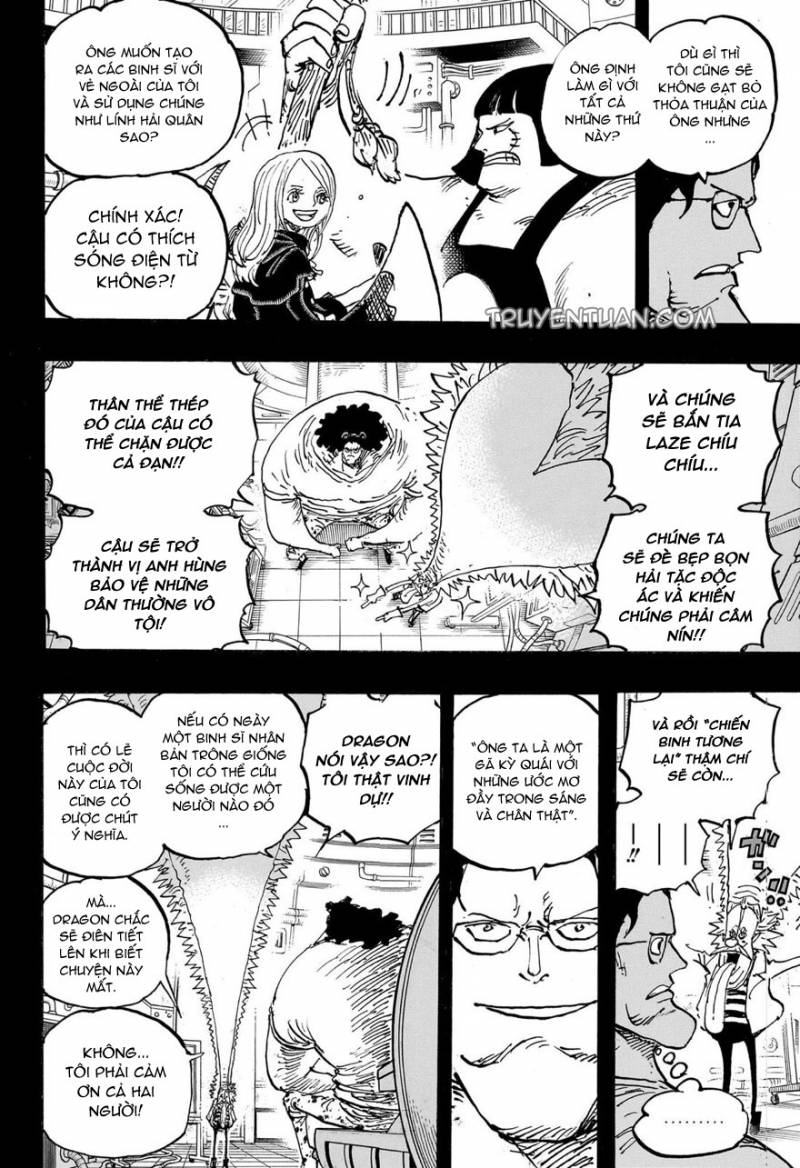 DÙ GÌ THÌ
TÔI CŨNG SẼ
KHÔNG GẠT BỎ
THỎA THUẬN CỦA
ÔNG NHƯNG
...
ÔNG ĐỊNH
LÀM GÌ VỚI
TẤT CẢ
NHỮNG THỨ
NÀY?
ÔNG MUỐN TẠO
RA CÁC BINH SĨ VỚI
VẺ NGOÀI CỦA TÔI
VÀ SỬ DỤNG CHÚNG
NHƯ LÍNH HẢI QUÂN
SAO?
CHÍNH XÁC!
CẬU CÓ THÍCH
SÓNG ĐIỆN TỪ
KHÔNG?!
TRUYENTUAN.COM
VÀ CHÚNG
SẼ BẮN TIA
LAZE CHÍU
CHÍU...
CHÚNG TA
SẼ ĐÈ BẸP BỌN
HẢI TẶC ĐỘC
ÁC VÀ KHIẾN
CHÚNG PHẢI CÂM
NÍN!!
THÂN THỂ THÉP
ĐÓ CỦA CẬU CÓ
THỂ CHẶN ĐƯỢC
CẢ ĐẠN!!
CẬU SẼ TRỞ
THÀNH VỊ ANH HÙNG
BẢO VỆ NHỮNG
DÂN THƯỜNG VÔ
TỘI!
VÀ RỒI “CHIẾN
BINH TƯƠNG
LAI” THẬM CHÍ
SẼ CÒN...
!!
ガン!!
.........
“ÔNG TA LÀ MỘT
GÃ KỲ QUÁI VỚI
NHỮNG ƯỚC MƠ
ĐẦY TRONG SÁNG
VÀ CHÂN THẬT”.
DRAGON
NÓI VẬY SAO?!
TÔI THẬT VINH
DỰ!!
NẾU CÓ NGÀY
MỘT BINH SĨ NHÂN
BẢN TRÔNG GIỐNG
TÔI CÓ THỂ CỨU
SỐNG ĐƯỢC MỘT
NGƯỜI NÀO ĐÓ
...
THÌ CÓ LẼ
CUỘC ĐỜI
NÀY CỦA TÔI
CŨNG CÓ
ĐƯỢC CHÚT
Ý NGHĨA.
MÀ...
DRAGON CHẮC
SẼ ĐIÊN TIẾT
LÊN KHI BIẾT
CHUYỆN NÀY
MẤT.
KHÔNG...
TÔI PHẢI CẢM
ƠN CẢ HAI
NGƯỜI!